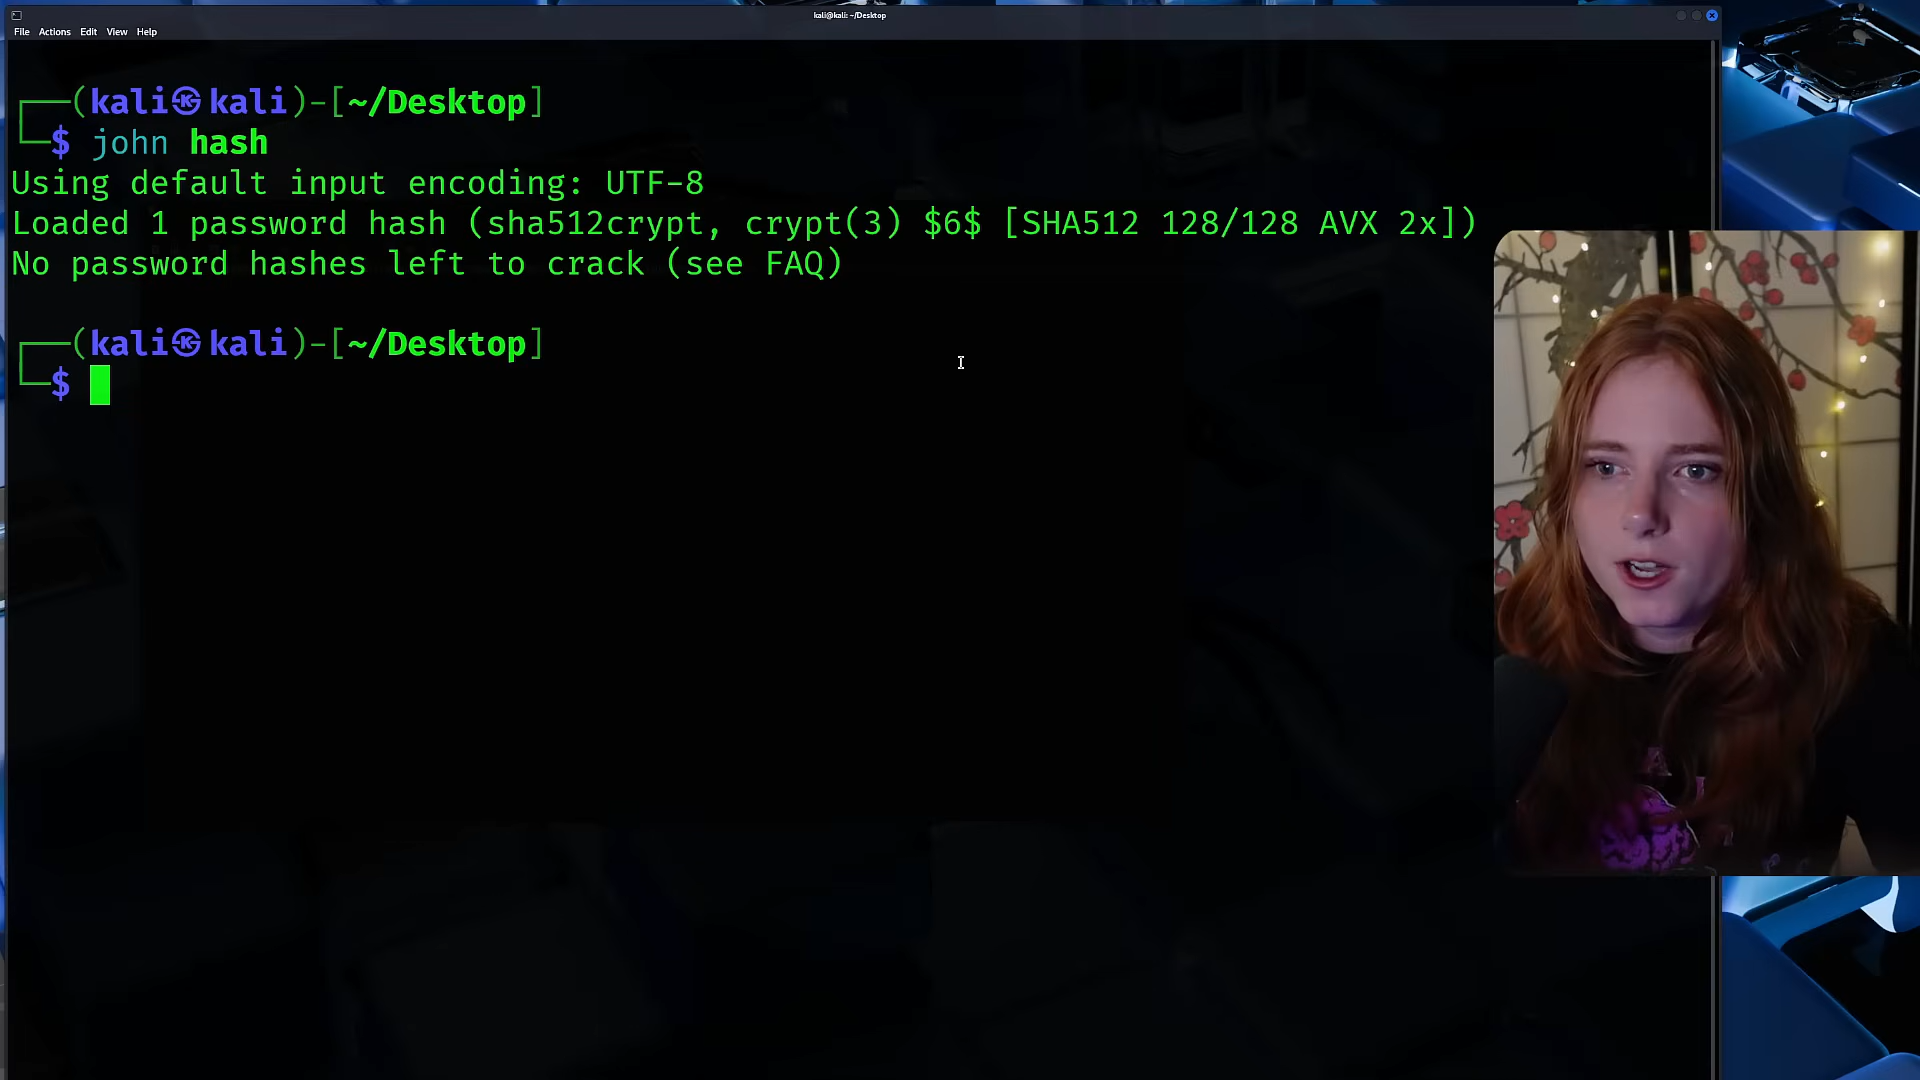 kali@kali: ~/Desktop
File Actions Edit View Help
┌──(kali㉿kali)-[~/Desktop]
└─$ john hash
Using default input encoding: UTF-8
Loaded 1 password hash (sha512crypt, crypt(3) $6$ [SHA512 128/128 AVX 2x])
No password hashes left to crack (see FAQ)
┌──(kali㉿kali)-[~/Desktop]
└─$